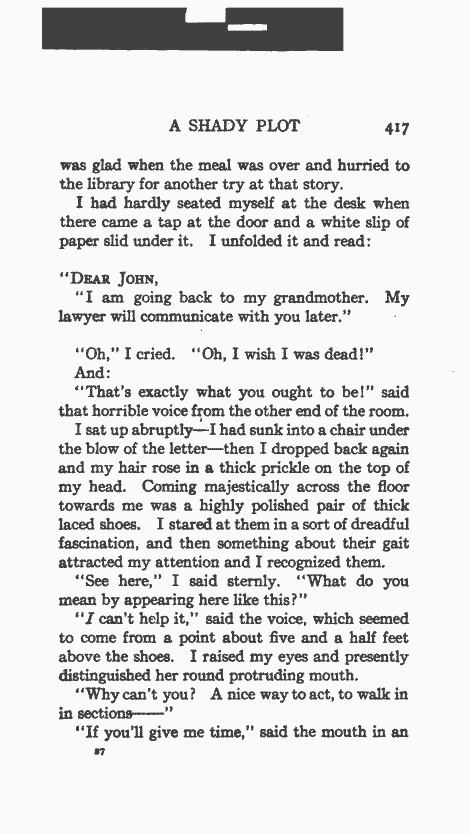 A SHADY PLOT 417
was glad when the meal was over and hurried to
the library for another try at that story.
I had hardly seated myself at the desk when
there came a tap at the door and a white slip of
paper slid under it. I unfolded it and read:
"DEAR JOHN,
"I am going back to my grandmother. My
lawyer will communicate with you later."
"Oh," I cried. "Oh, I wish I was dead!"
And:
"That's exactly what you ought to be!" said
that horrible voice from the other end of the room.
I sat up abruptly—I had sunk into a chair under
the blow of the letter—then I dropped back again
and my hair rose in a thick prickle on the top of
my head. Coming majestically across the floor
towards me was a highly polished pair of thick
laced shoes. I stared at them in a sort of dreadful
fascination, and then something about their gait
attracted my attention and I recognized them.
"See here," I said sternly. "What do you
mean by appearing here like this?"
"I can't help it," said the voice, which seemed
to come from a point about five and a half feet
above the shoes. I raised my eyes and presently
distinguished her round protruding mouth.
"Why can't you? A nice way to act, to walk in
in sections——"
"If you'll give me time," said the mouth in an
27